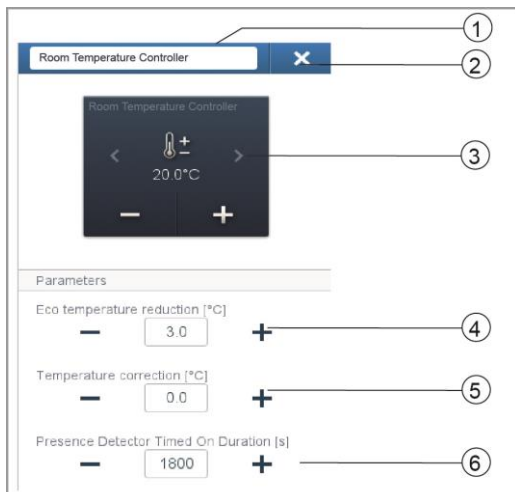 1
Room Temperature Controller
2
Room Temperature Controller
3
20.0°C
Parameters
Eco temperature reduction [°C]
3.0
4
Temperature correction [°C]
0.0
5
Presence Detector Timed On Duration [s]
1800
6